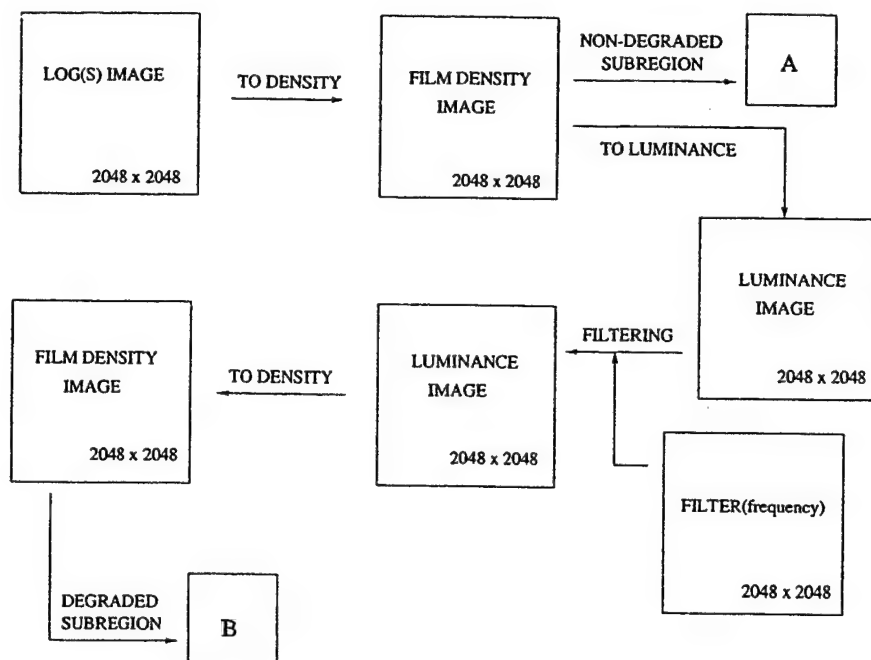 LOG(S) IMAGE
2048 x 2048
TO DENSITY
FILM DENSITY
IMAGE
2048 x 2048
NON-DEGRADED
SUBREGION
A
TO LUMINANCE
LUMINANCE
IMAGE
2048 x 2048
FILTERING
FILTER(frequency)
2048 x 2048
LUMINANCE
IMAGE
2048 x 2048
TO DENSITY
FILM DENSITY
IMAGE
2048 x 2048
DEGRADED
SUBREGION
B